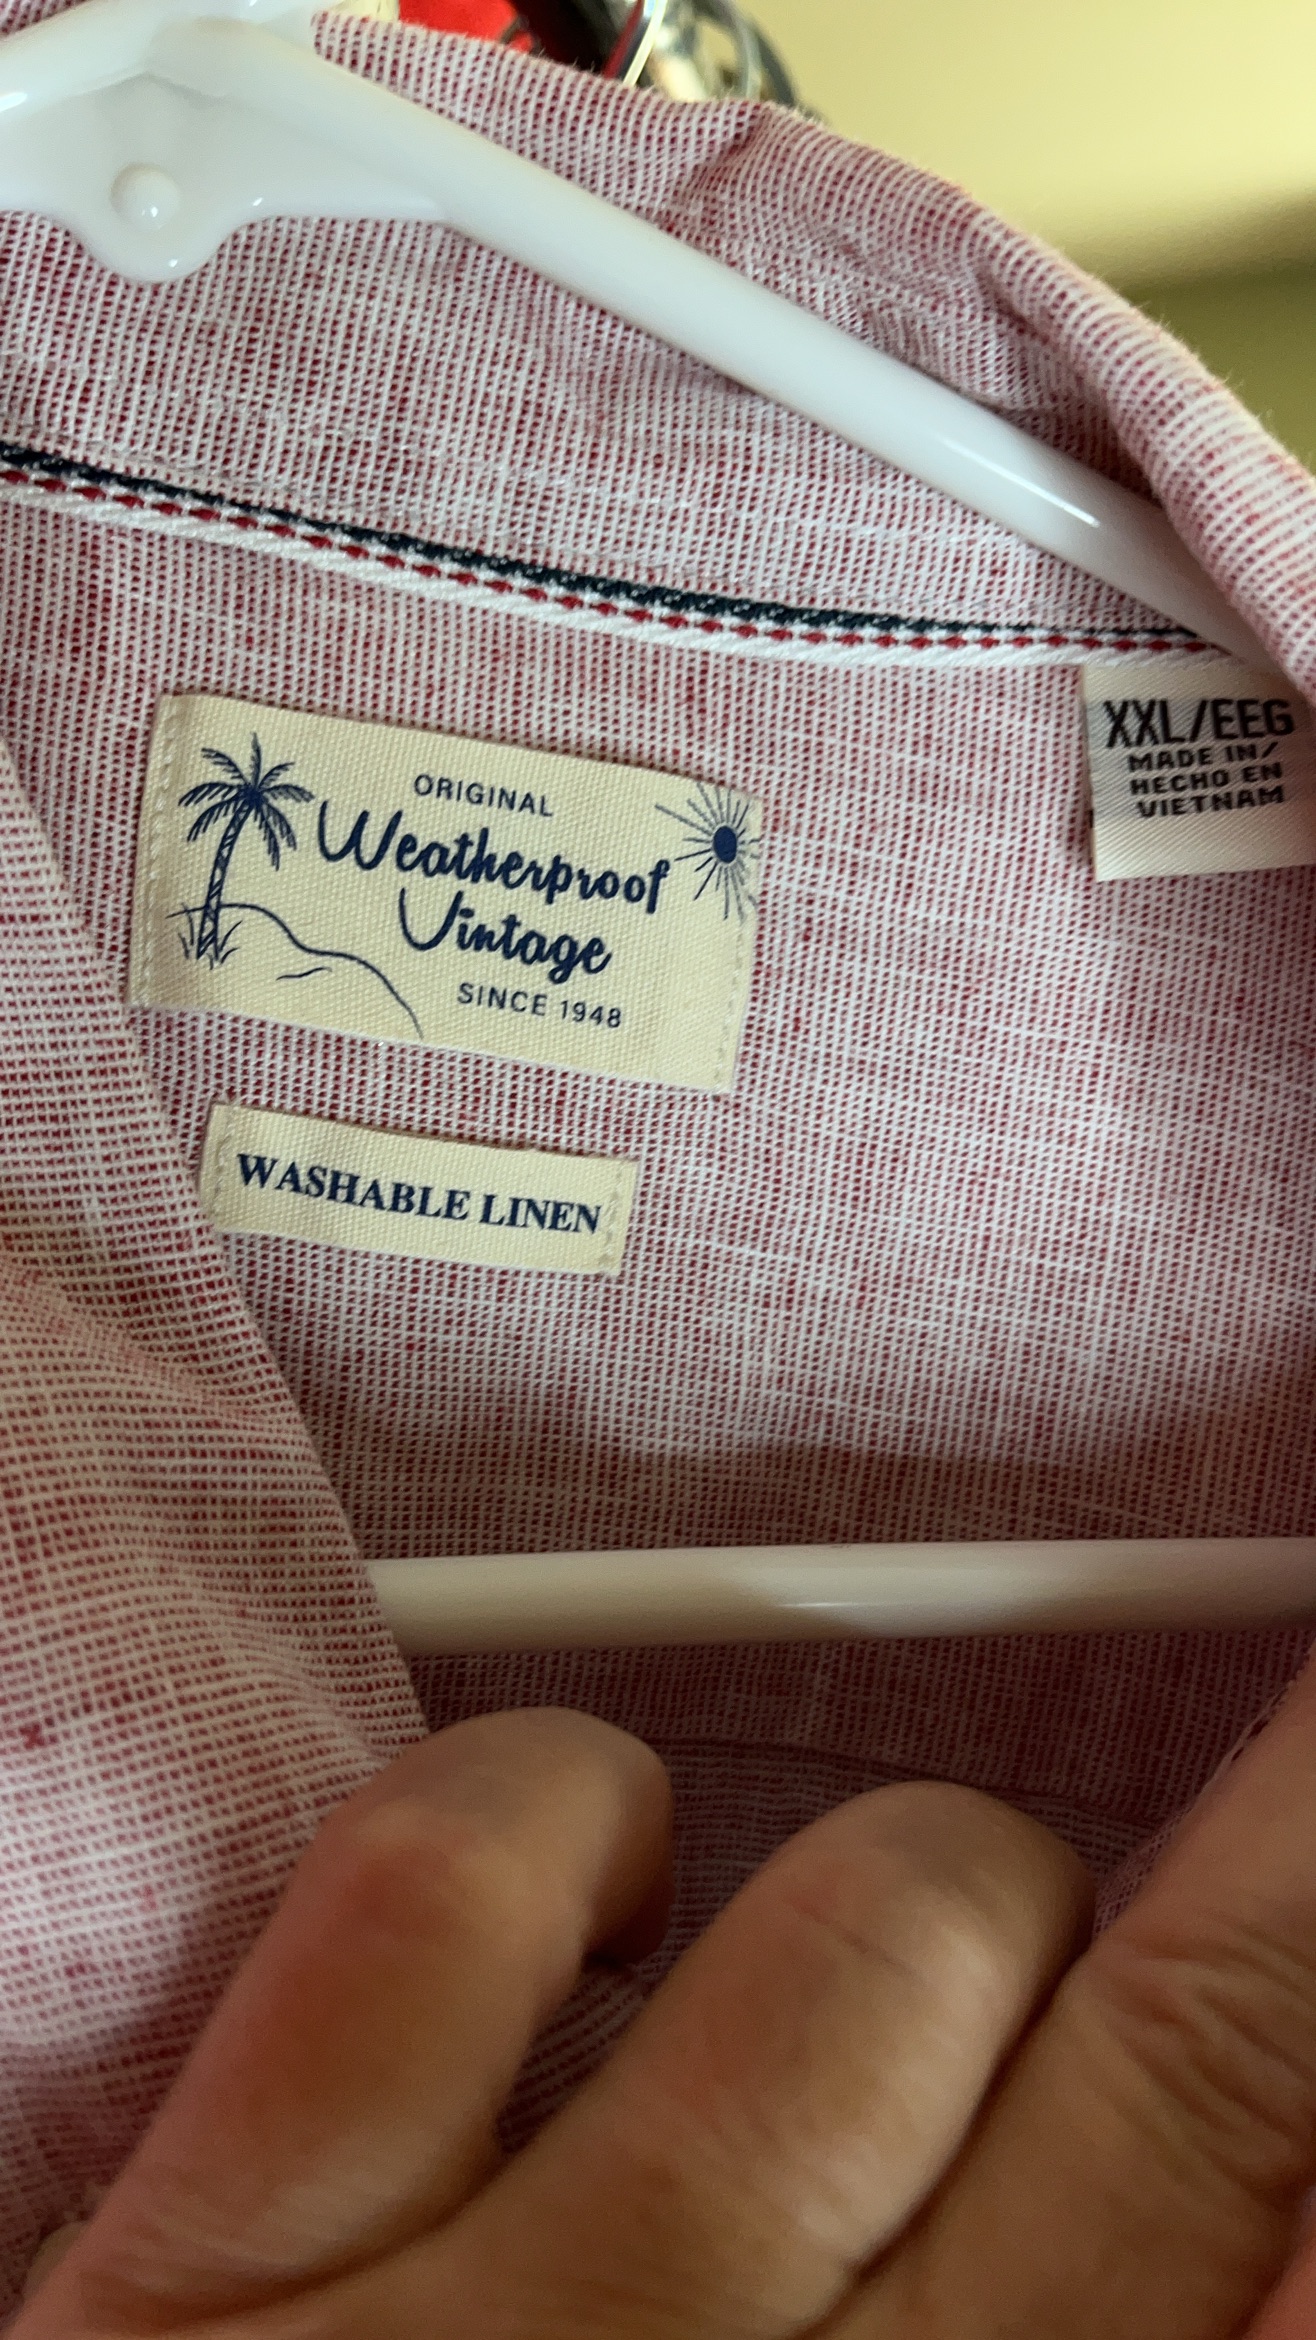 ORIGINAL
Weatherproof
Vintage
SINCE 1948
WASHABLE LINEN
XXL/EEG
MADE IN/
HECHO EN
VIETNAM